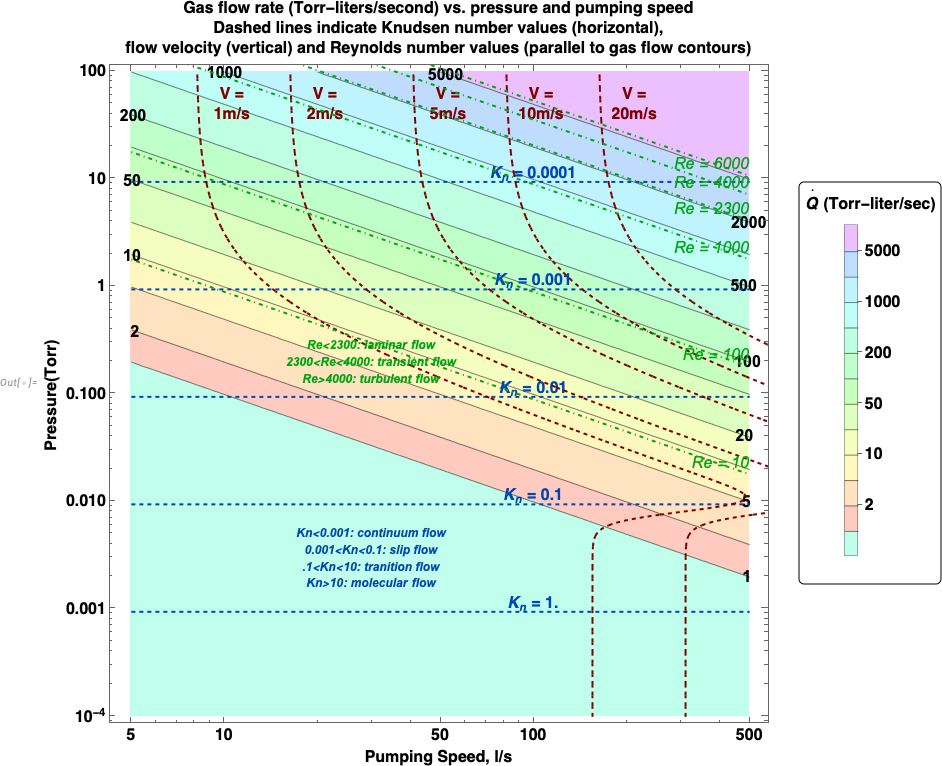 Gas flow rate (Torr-liters/second) vs. pressure and pumping speed
Dashed lines indicate Knudsen number values (horizontal),
flow velocity (vertical) and Reynolds number values (parallel to gas flow contours)
100
10
1
0.100
0.010
0.001
10⁻⁴
Pressure(Torr)
Out[ ]=
1000
5000
200
50
10
2
V =
1m/s
V =
2m/s
V =
5m/s
V =
10m/s
V =
20m/s
Re = 6000
Re = 4000
Re = 2300
2000
Re = 1000
500
Re = 100
100
20
Re = 10
5
1
Kn = 0.0001
Kn = 0.001
Kn = 0.01
Kn = 0.1
Kn = 1.
Re<2300: laminar flow
2300<Re<4000: transient flow
Re>4000: turbulent flow
Kn<0.001: continuum flow
0.001<Kn<0.1: slip flow
.1<Kn<10: tranition flow
Kn>10: molecular flow
5
10
50
100
500
Pumping Speed, l/s
Q̇ (Torr-liter/sec)
5000
1000
200
50
10
2